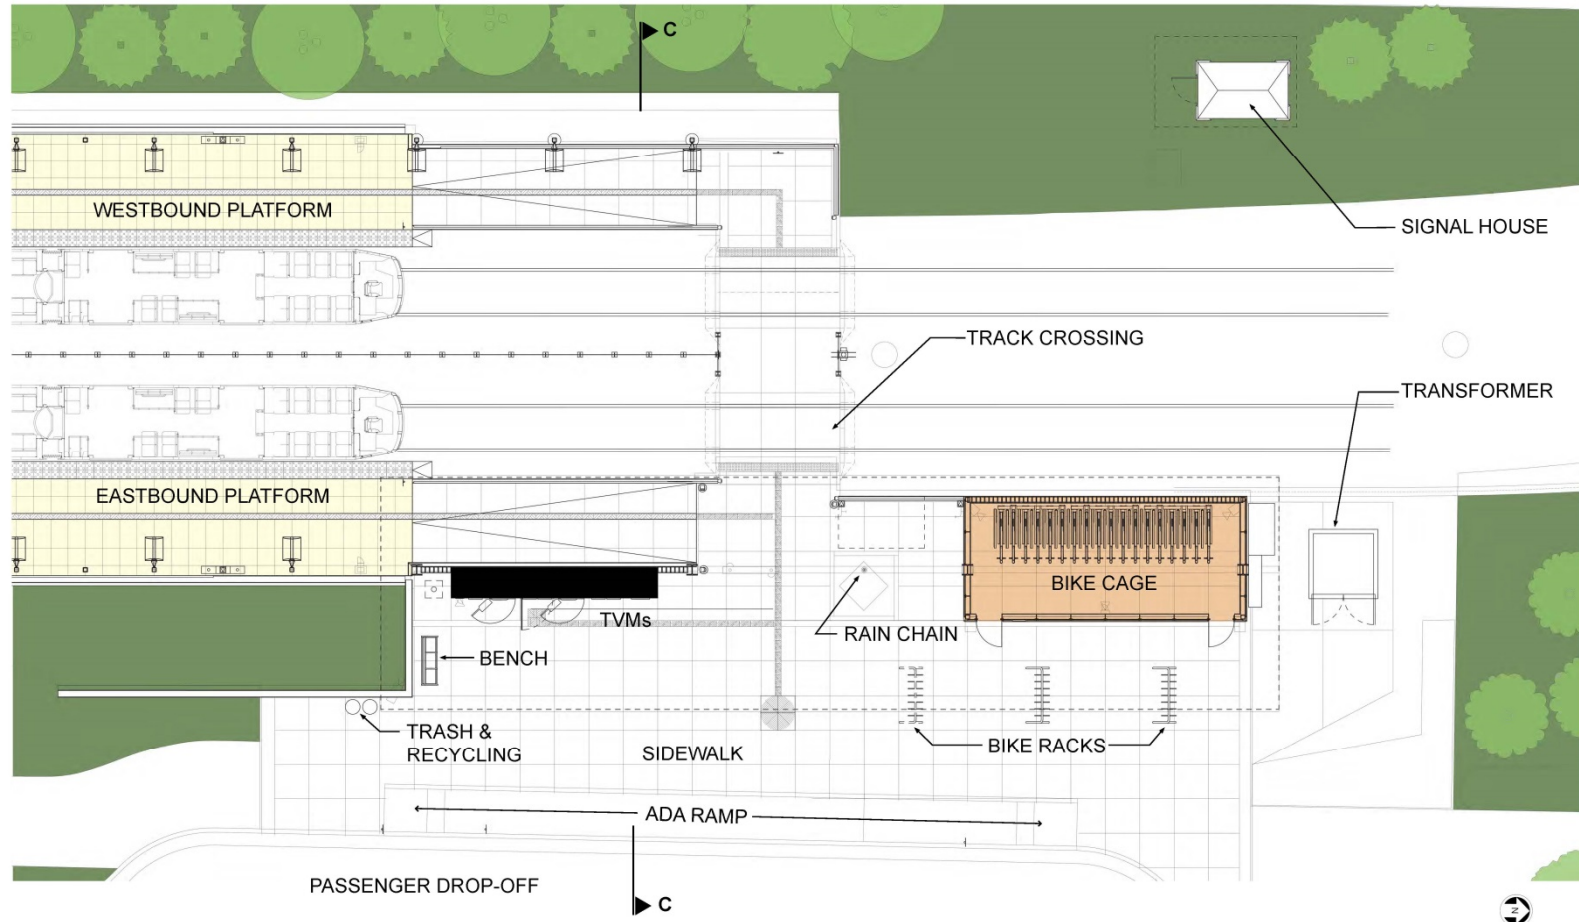 C
WESTBOUND PLATFORM
SIGNAL HOUSE
TRACK CROSSING
TRANSFORMER
EASTBOUND PLATFORM
BIKE CAGE
TVMs
RAIN CHAIN
BENCH
TRASH &
RECYCLING
SIDEWALK
BIKE RACKS
ADA RAMP
PASSENGER DROP-OFF
C
N